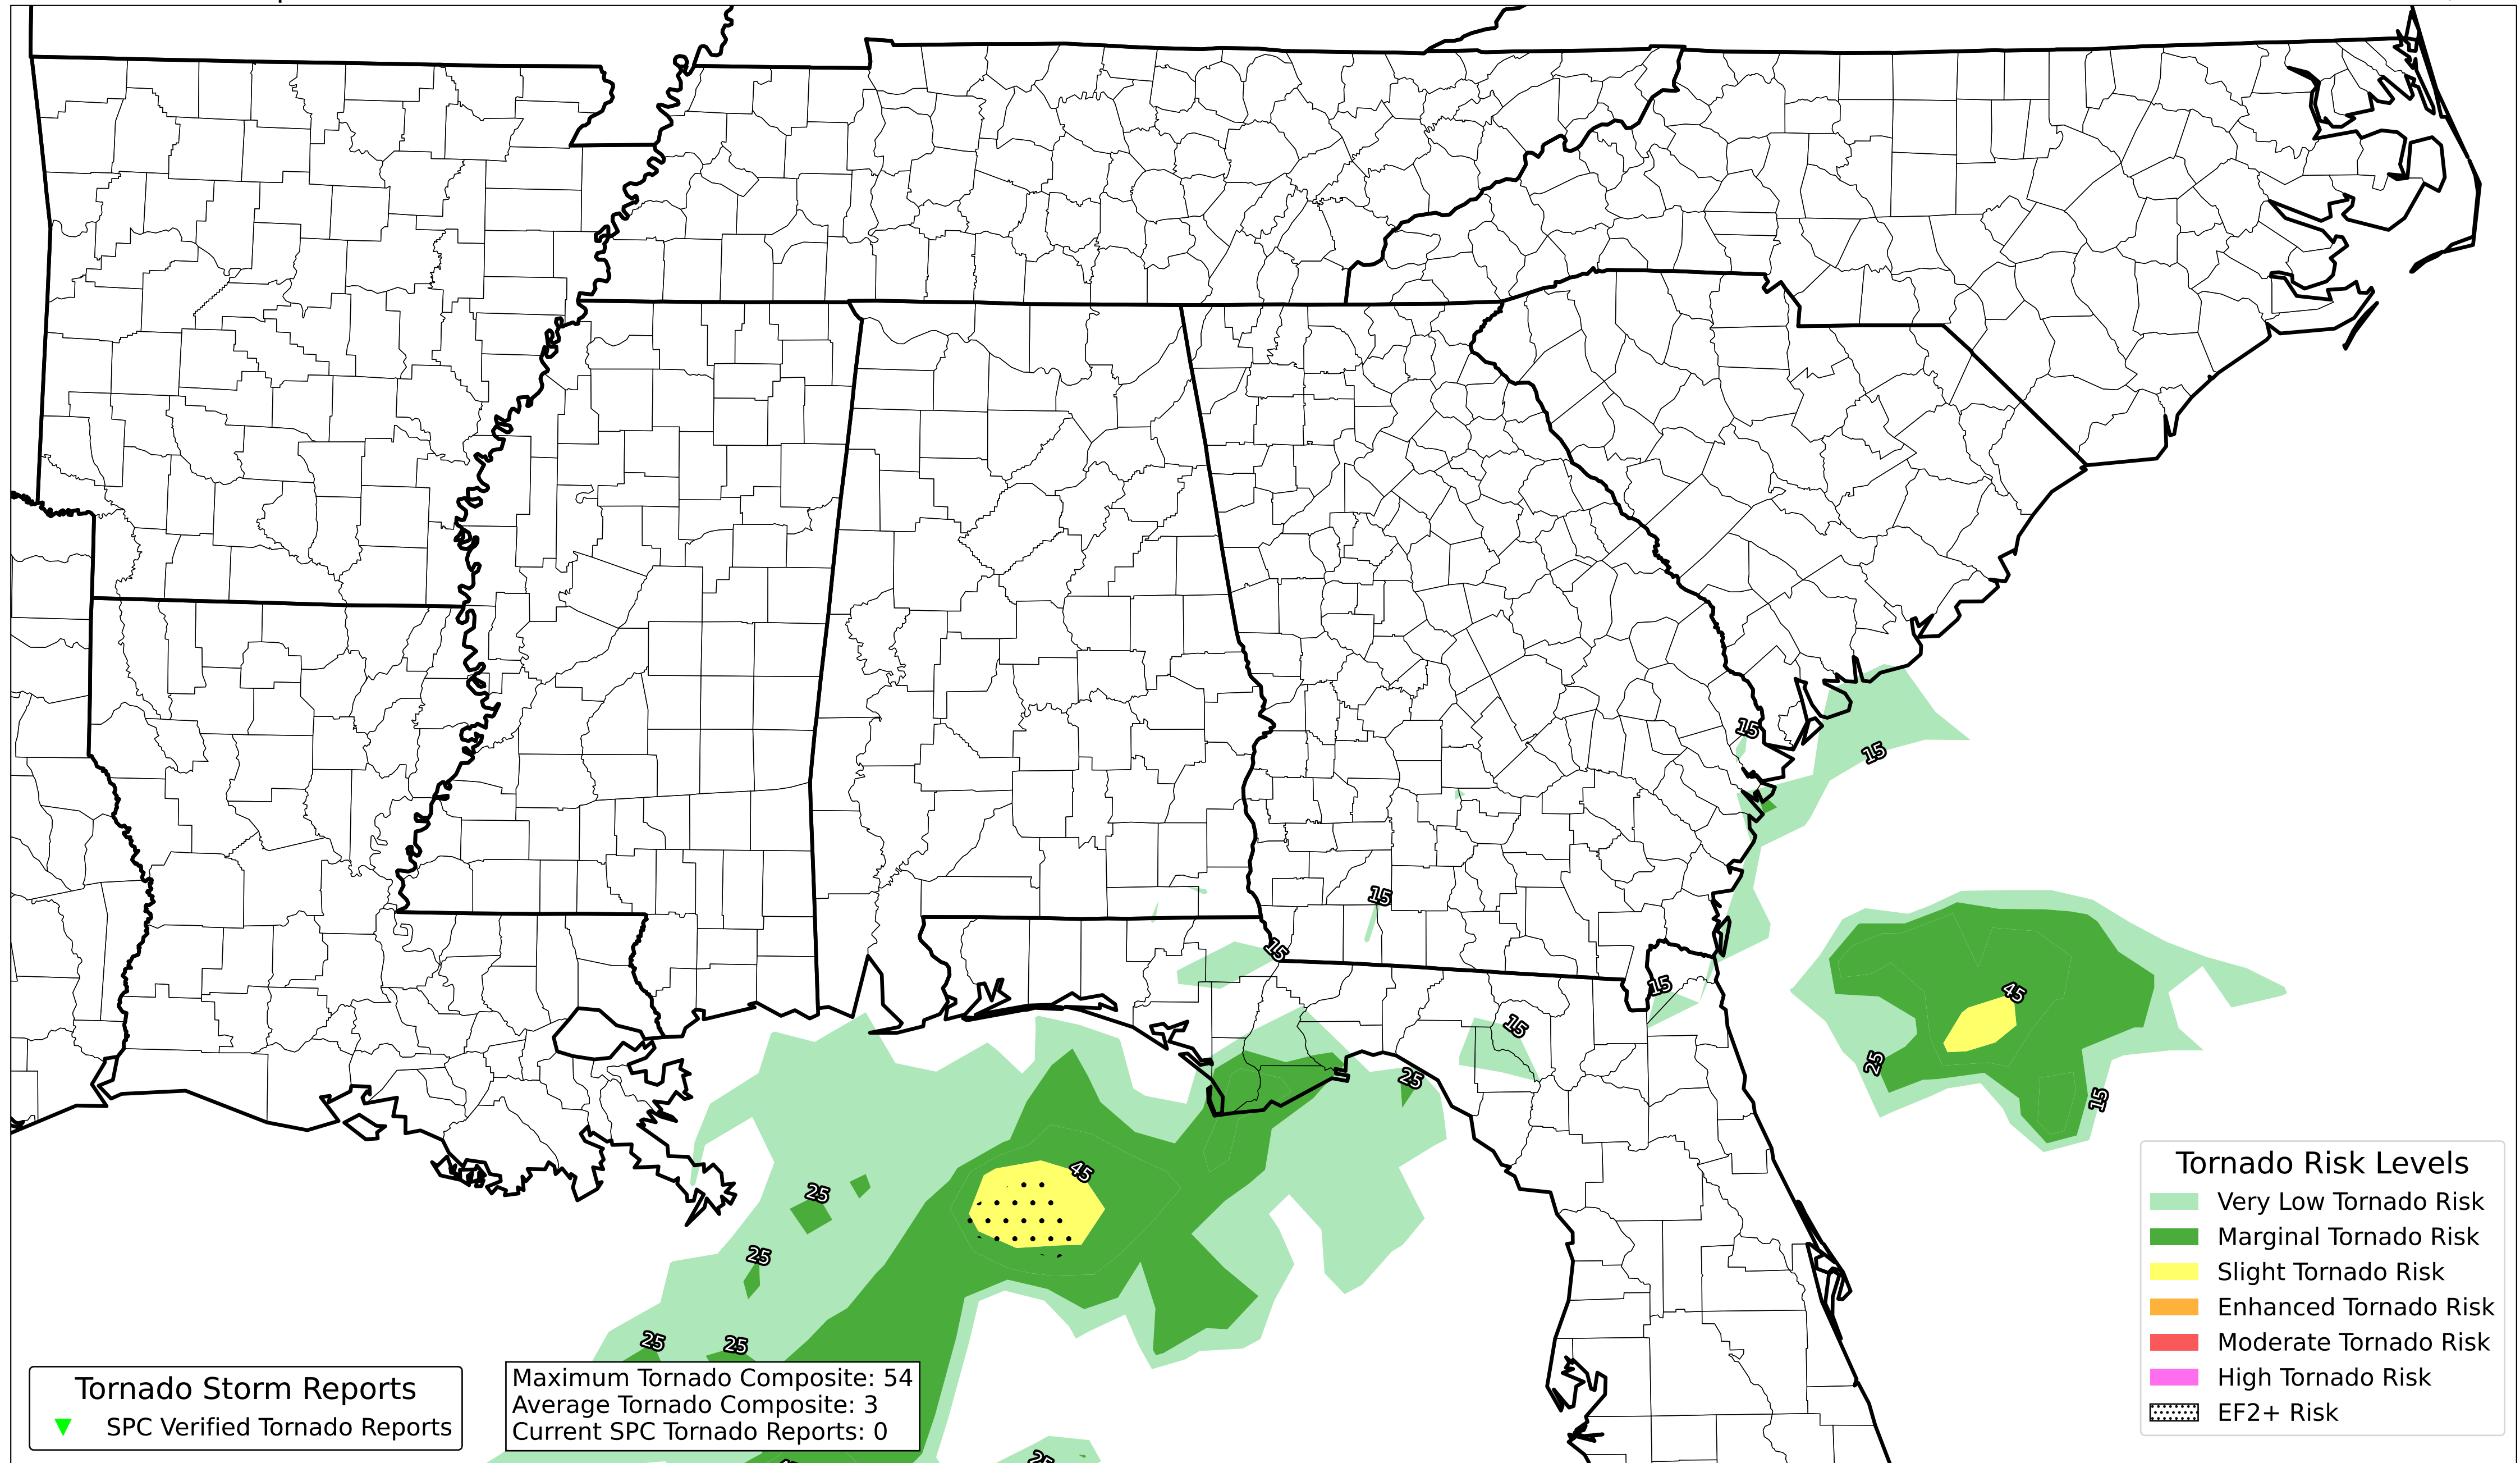 15
15
15
15
15
15
45
25
15
25
45
25
25
25
25
25
Tornado Storm Reports
SPC Verified Tornado Reports
Maximum Tornado Composite: 54
Average Tornado Composite: 3
Current SPC Tornado Reports: 0
Tornado Risk Levels
Very Low Tornado Risk
Marginal Tornado Risk
Slight Tornado Risk
Enhanced Tornado Risk
Moderate Tornado Risk
High Tornado Risk
EF2+ Risk